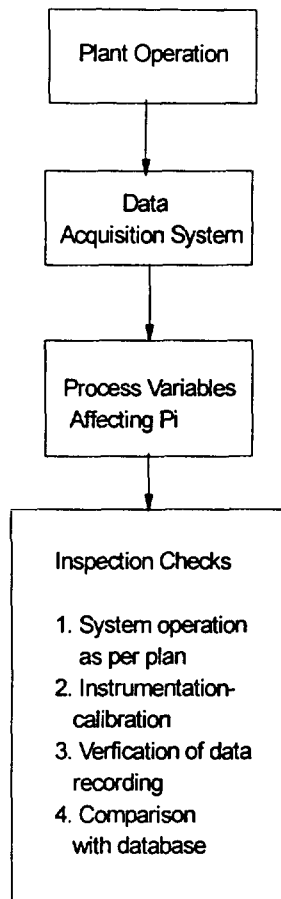 Plant Operation
Data
Acquisition System
Process Variables
Affecting Pi
Inspection Checks
1. System operation
as per plan
2. Instrumentation-
calibration
3. Verfication of data
recording
4. Comparison
with database